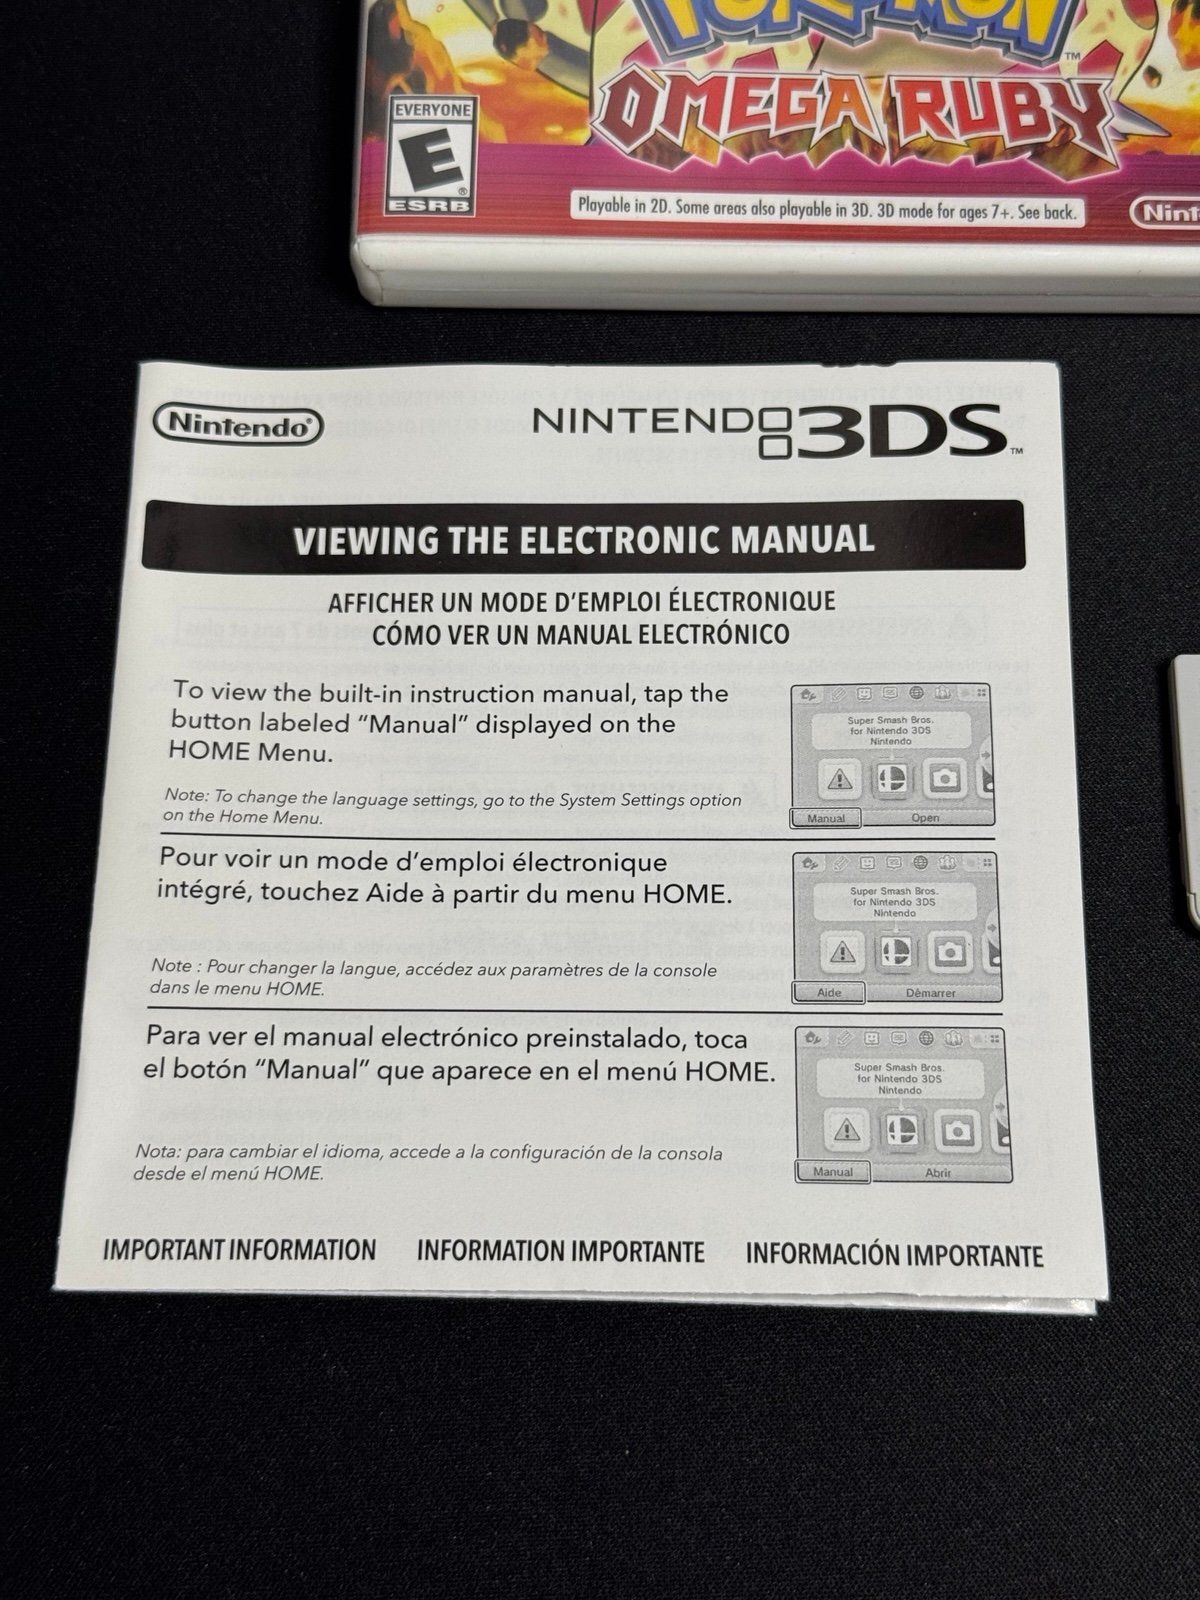 POKéMON™
OMEGA RUBY
EVERYONE
E®
ESRB
Playable in 2D. Some areas also playable in 3D. 3D mode for ages 7+. See back.
Nintendo®
NINTENDO3DS™
VIEWING THE ELECTRONIC MANUAL
AFFICHER UN MODE D'EMPLOI ÉLECTRONIQUE
CÓMO VER UN MANUAL ELECTRÓNICO
To view the built-in instruction manual, tap the
button labeled “Manual” displayed on the
HOME Menu.
Note: To change the language settings, go to the System Settings option
on the Home Menu.
Super Smash Bros.
for Nintendo 3DS
Nintendo
Manual
Open
Pour voir un mode d'emploi électronique
intégré, touchez Aide à partir du menu HOME.
Note : Pour changer la langue, accédez aux paramètres de la console
dans le menu HOME.
Super Smash Bros.
for Nintendo 3DS
Nintendo
Aide
Démarrer
Para ver el manual electrónico preinstalado, toca
el botón “Manual” que aparece en el menú HOME.
Nota: para cambiar el idioma, accede a la configuración de la consola
desde el menú HOME.
Super Smash Bros.
for Nintendo 3DS
Nintendo
Manual
Abrir
IMPORTANT INFORMATION
INFORMATION IMPORTANTE
INFORMACIÓN IMPORTANTE